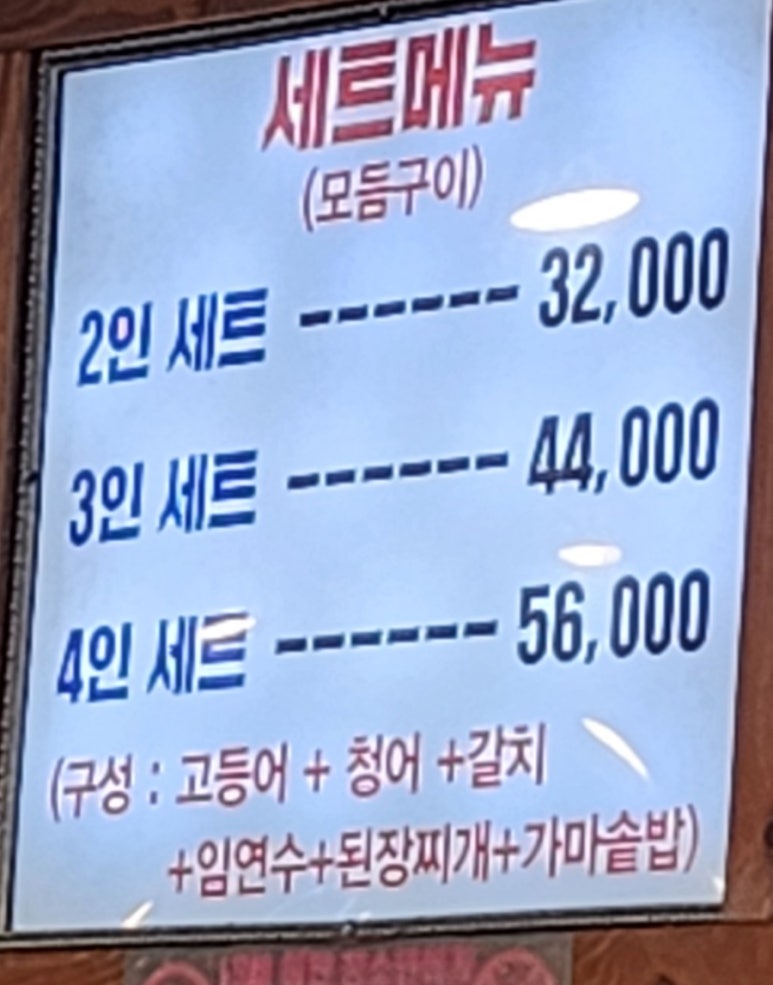 세트메뉴
(모듬구이)
2인 세트 ------ 32,000
3인 세트 ------ 44,000
4인 세트 ------ 56,000
(구성 : 고등어 + 청어 +갈치
+임연수+된장찌개+가마솥밥)